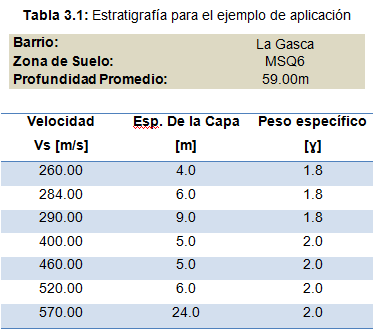 Tabla 3.1: Estratigrafía para el ejemplo de aplicación
Barrio: La Gasca
Zona de Suelo: MSQ6
Profundidad Promedio: 59.00m
Velocidad Esp. De la Capa Peso específico
Vs [m/s] [m] [ɣ]
260.00 4.0 1.8
284.00 6.0 1.8
290.00 9.0 1.8
400.00 5.0 2.0
460.00 5.0 2.0
520.00 6.0 2.0
570.00 24.0 2.0